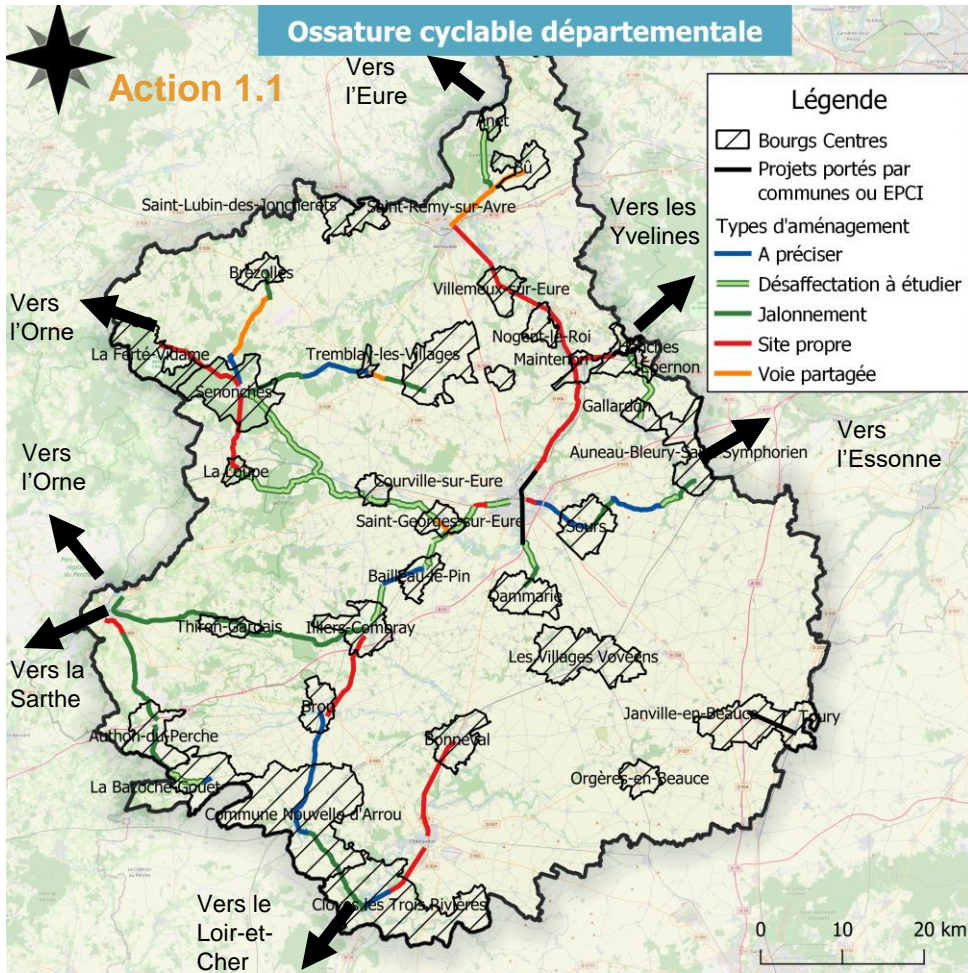 Ossature cyclable départementale
Action 1.1
Vers
l'Eure
Légende
Bourgs Centres
Projets portés par
communes ou EPCI
Types d'aménagement
A préciser
Désaffectation à étudier
Jalonnement
Site propre
Voie partagée
Anet
Bû
Saint-Lubin-des-Joncherets
Saint-Rémy-sur-Avre
Vers les
Yvelines
Brezolles
Villemeux-sur-Eure
Vers
l'Orne
La Ferté-Vidame
Tremblay-les-Villages
Nogent-le-Roi
Maintenon
Hanches
Epernon
Senonches
Gallardon
Vers
l'Orne
La Loupe
Auneau-Bleury-Saint-Symphorien
Vers
l'Essonne
Courville-sur-Eure
Saint-Georges-sur-Eure
Sours
Bailleau-le-Pin
Dammarie
Thiron-Gardais
Illiers-Combray
Vers la
Sarthe
Les Villages Vovéens
Brou
Janville-en-Beauce
Toury
Authon-du-Perche
Bonneval
La Bazoche-Gouet
Orgères-en-Beauce
Commune Nouvelle d'Arrou
Cloyes les Trois Rivières
Vers le
Loir-et-
Cher
0 10 20 km